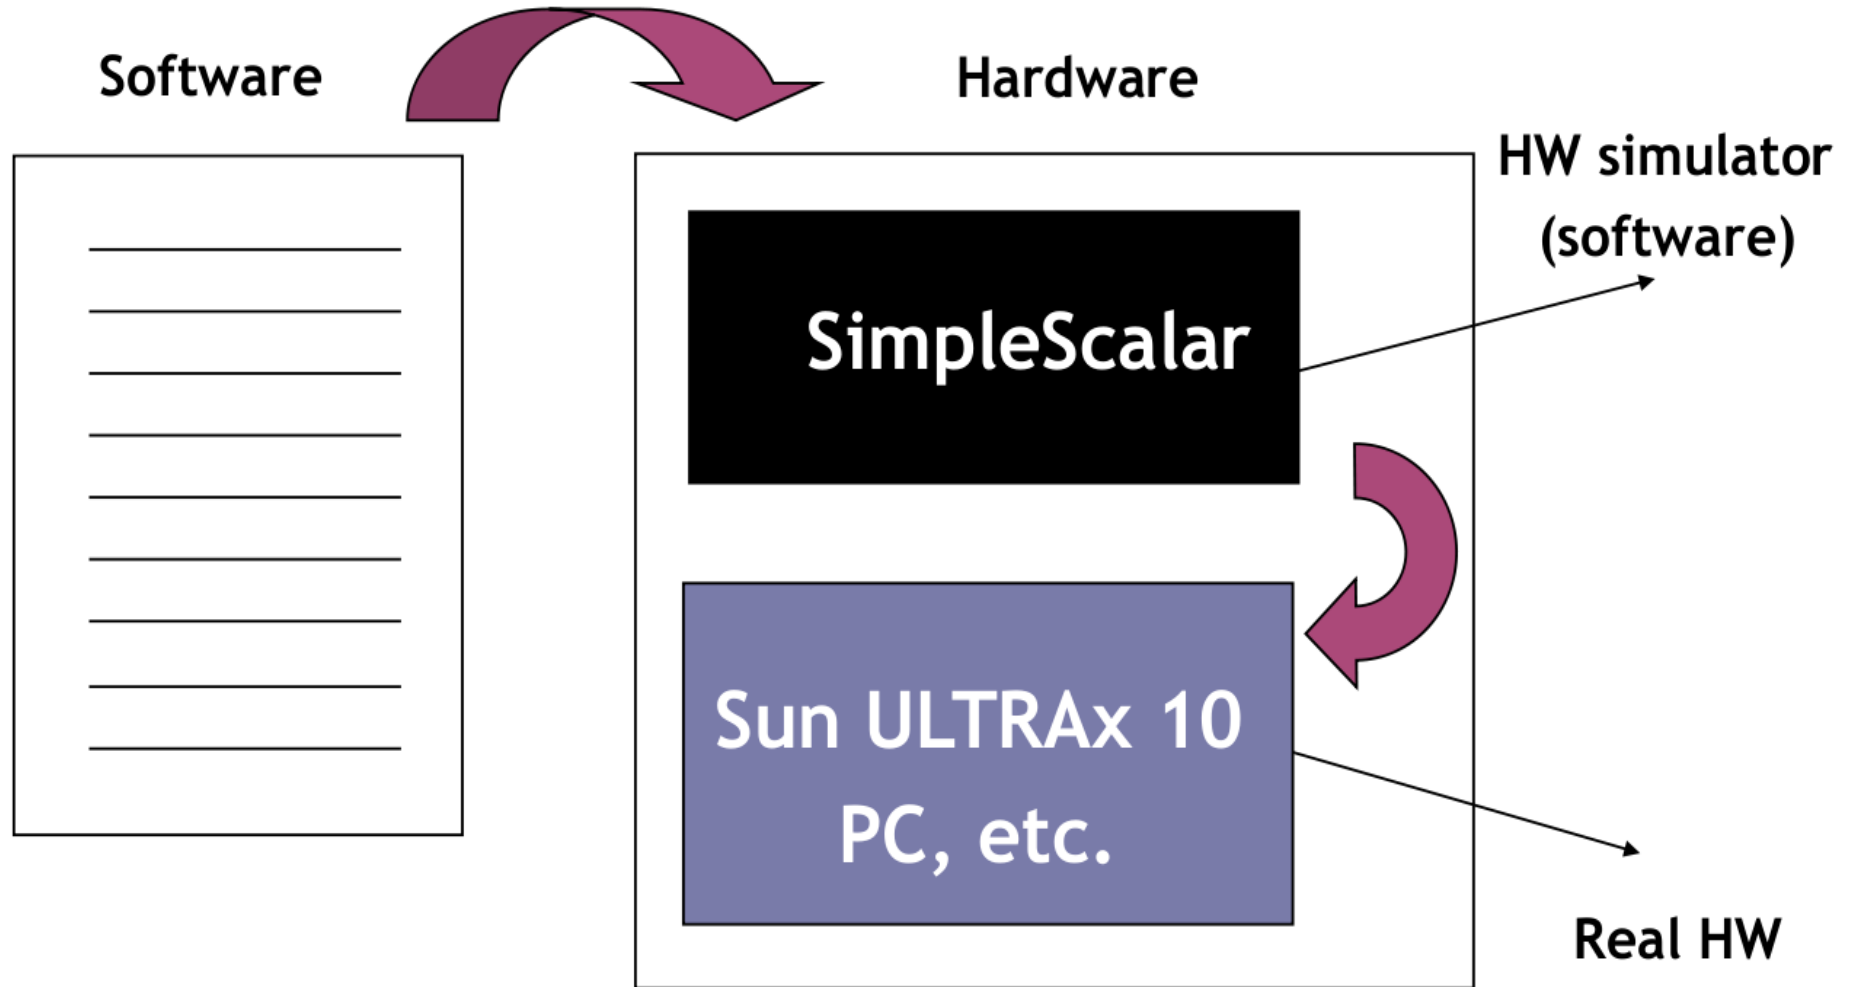 Software
Hardware
HW simulator
(software)
SimpleScalar
Sun ULTRAx 10
PC, etc.
Real HW